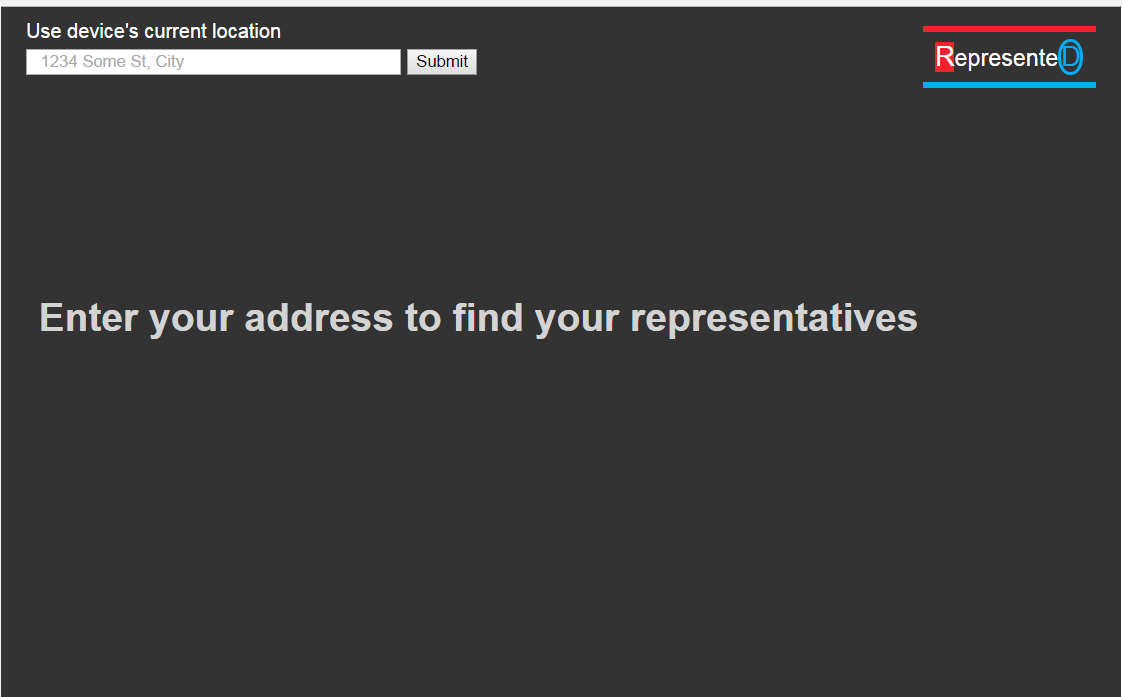 Use device's current location
1234 Some St, City
Submit
RepresenteD
Enter your address to find your representatives